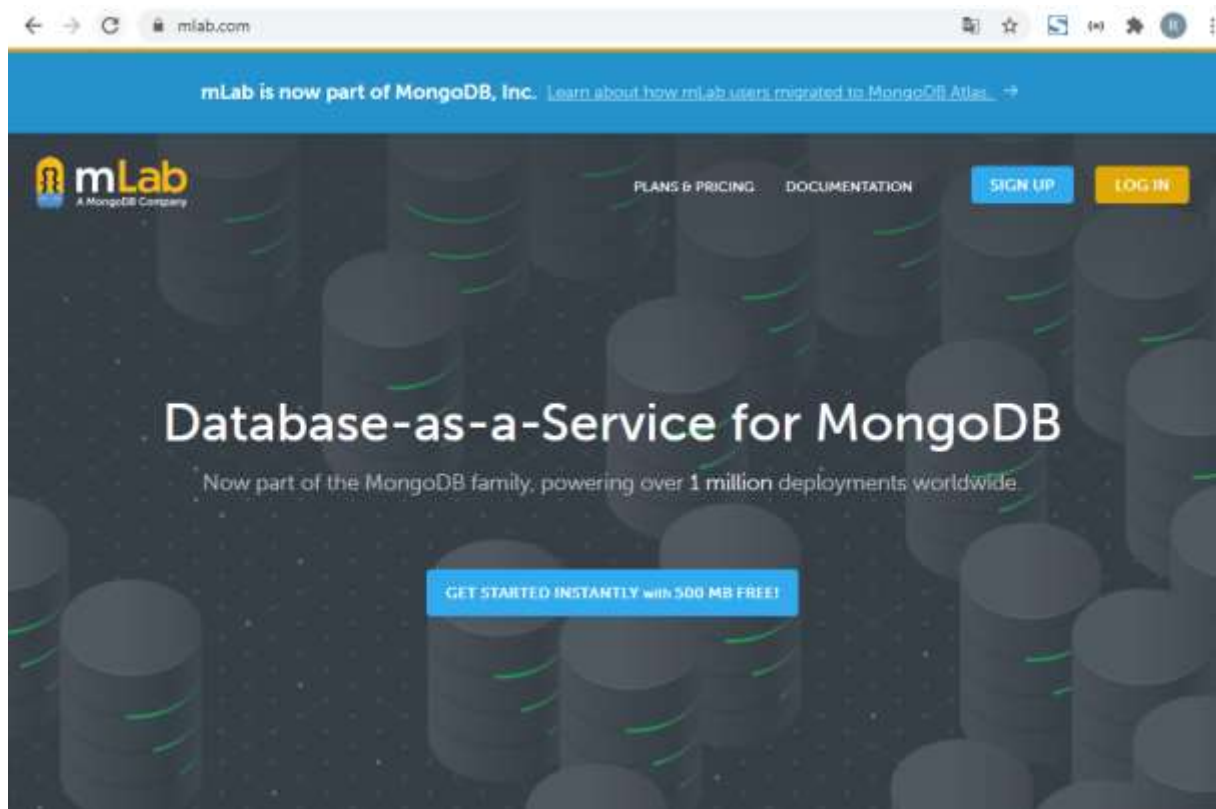 mlab.com
mLab is now part of MongoDB, Inc. Learn about how mLab users migrated to MongoDB Atlas. →
mLab
A MongoDB Company
PLANS & PRICING DOCUMENTATION SIGN UP LOG IN
Database-as-a-Service for MongoDB
Now part of the MongoDB family, powering over 1 million deployments worldwide.
GET STARTED INSTANTLY with 500 MB FREE!